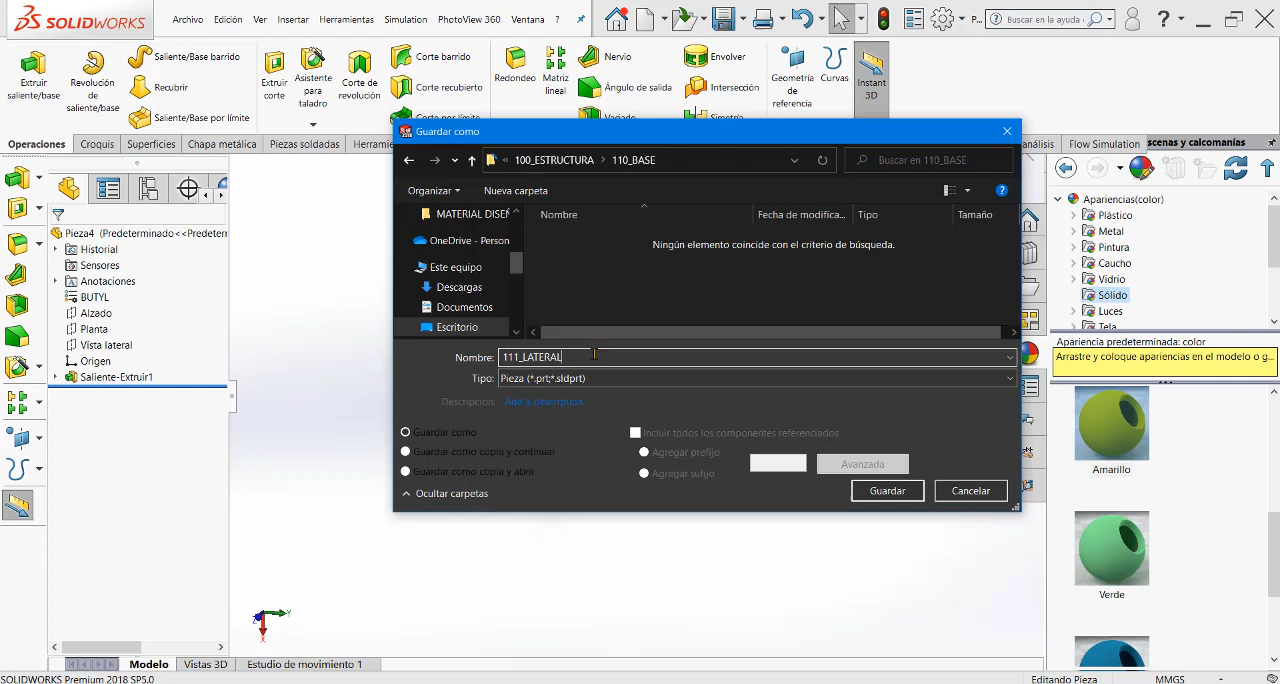 SOLIDWORKS
Archivo Edición Ver Insertar Herramientas Simulation PhotoView 360 Ventana
P...
Buscar en la ayuda
?
Extruir saliente/base
Revolución de saliente/base
Saliente/Base barrido
Recubrir
Saliente/Base por límite
Extruir corte
Asistente para taladro
Corte de revolución
Corte barrido
Corte recubierto
Corte por límite
Redondeo
Matriz lineal
Nervio
Ángulo de salida
Variado
Envolver
Intersección
Simetría
Geometría de referencia
Curvas
Instant 3D
Operaciones Croquis Superficies Chapa metálica Piezas soldadas Herramie
análisis Flow Simulation
scenas y calcomanías
Pieza4 (Predeterminado<<Predetern
Historial
Sensores
Anotaciones
BUTYL
Alzado
Planta
Vista lateral
Origen
Saliente-Extruir1
Guardar como
« 100_ESTRUCTURA > 110_BASE
Buscar en 110_BASE
Organizar Nueva carpeta
MATERIAL DISEÑ
OneDrive - Person
Este equipo
Descargas
Documentos
Escritorio
Nombre Fecha de modifica... Tipo Tamaño
Ningún elemento coincide con el criterio de búsqueda.
Nombre: 111_LATERAL
Tipo: Pieza (*.prt;*.sldprt)
Descripción: Add a description
Guardar como
Guardar como copia y continuar
Guardar como copia y abrir
Incluir todos los componentes referenciados
Agregar prefijo
Agregar sufijo
Avanzada
Ocultar carpetas
Guardar Cancelar
Apariencias(color)
Plástico
Metal
Pintura
Caucho
Vidrio
Sólido
Luces
Tela
Apariencia predeterminada: color
Arrastre y coloque apariencias en el modelo o g...
Amarillo
Verde
Z Y X
Modelo Vistas 3D Estudio de movimiento 1
SOLIDWORKS Premium 2018 SP5.0
Editando Pieza MMGS -